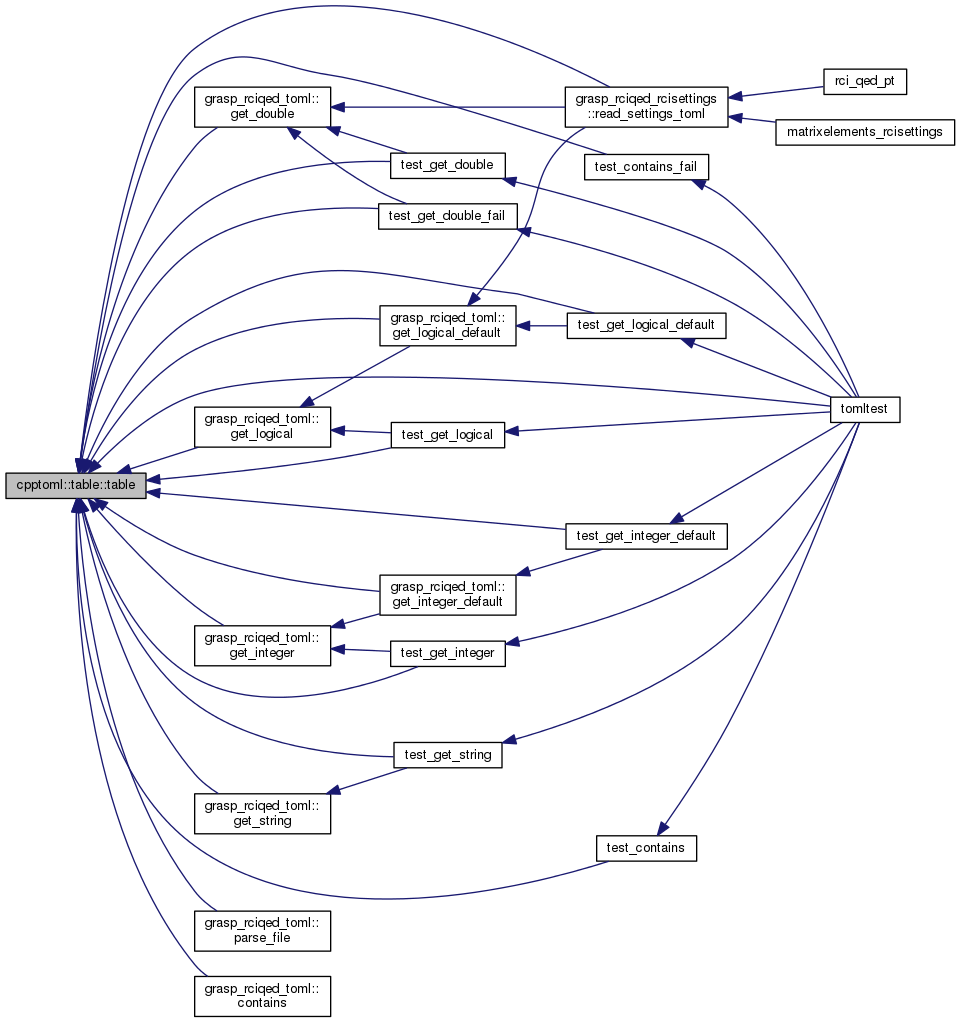 grasp_rciqed_toml::
get_double
grasp_rciqed_rcisettings
::read_settings_toml
rci_qed_pt
matrixelements_rcisettings
test_get_double
test_contains_fail
test_get_double_fail
grasp_rciqed_toml::
get_logical_default
test_get_logical_default
grasp_rciqed_toml::
get_logical
test_get_logical
tomltest
cpptoml::table::table
test_get_integer_default
grasp_rciqed_toml::
get_integer_default
grasp_rciqed_toml::
get_integer
test_get_integer
test_get_string
grasp_rciqed_toml::
get_string
test_contains
grasp_rciqed_toml::
parse_file
grasp_rciqed_toml::
contains